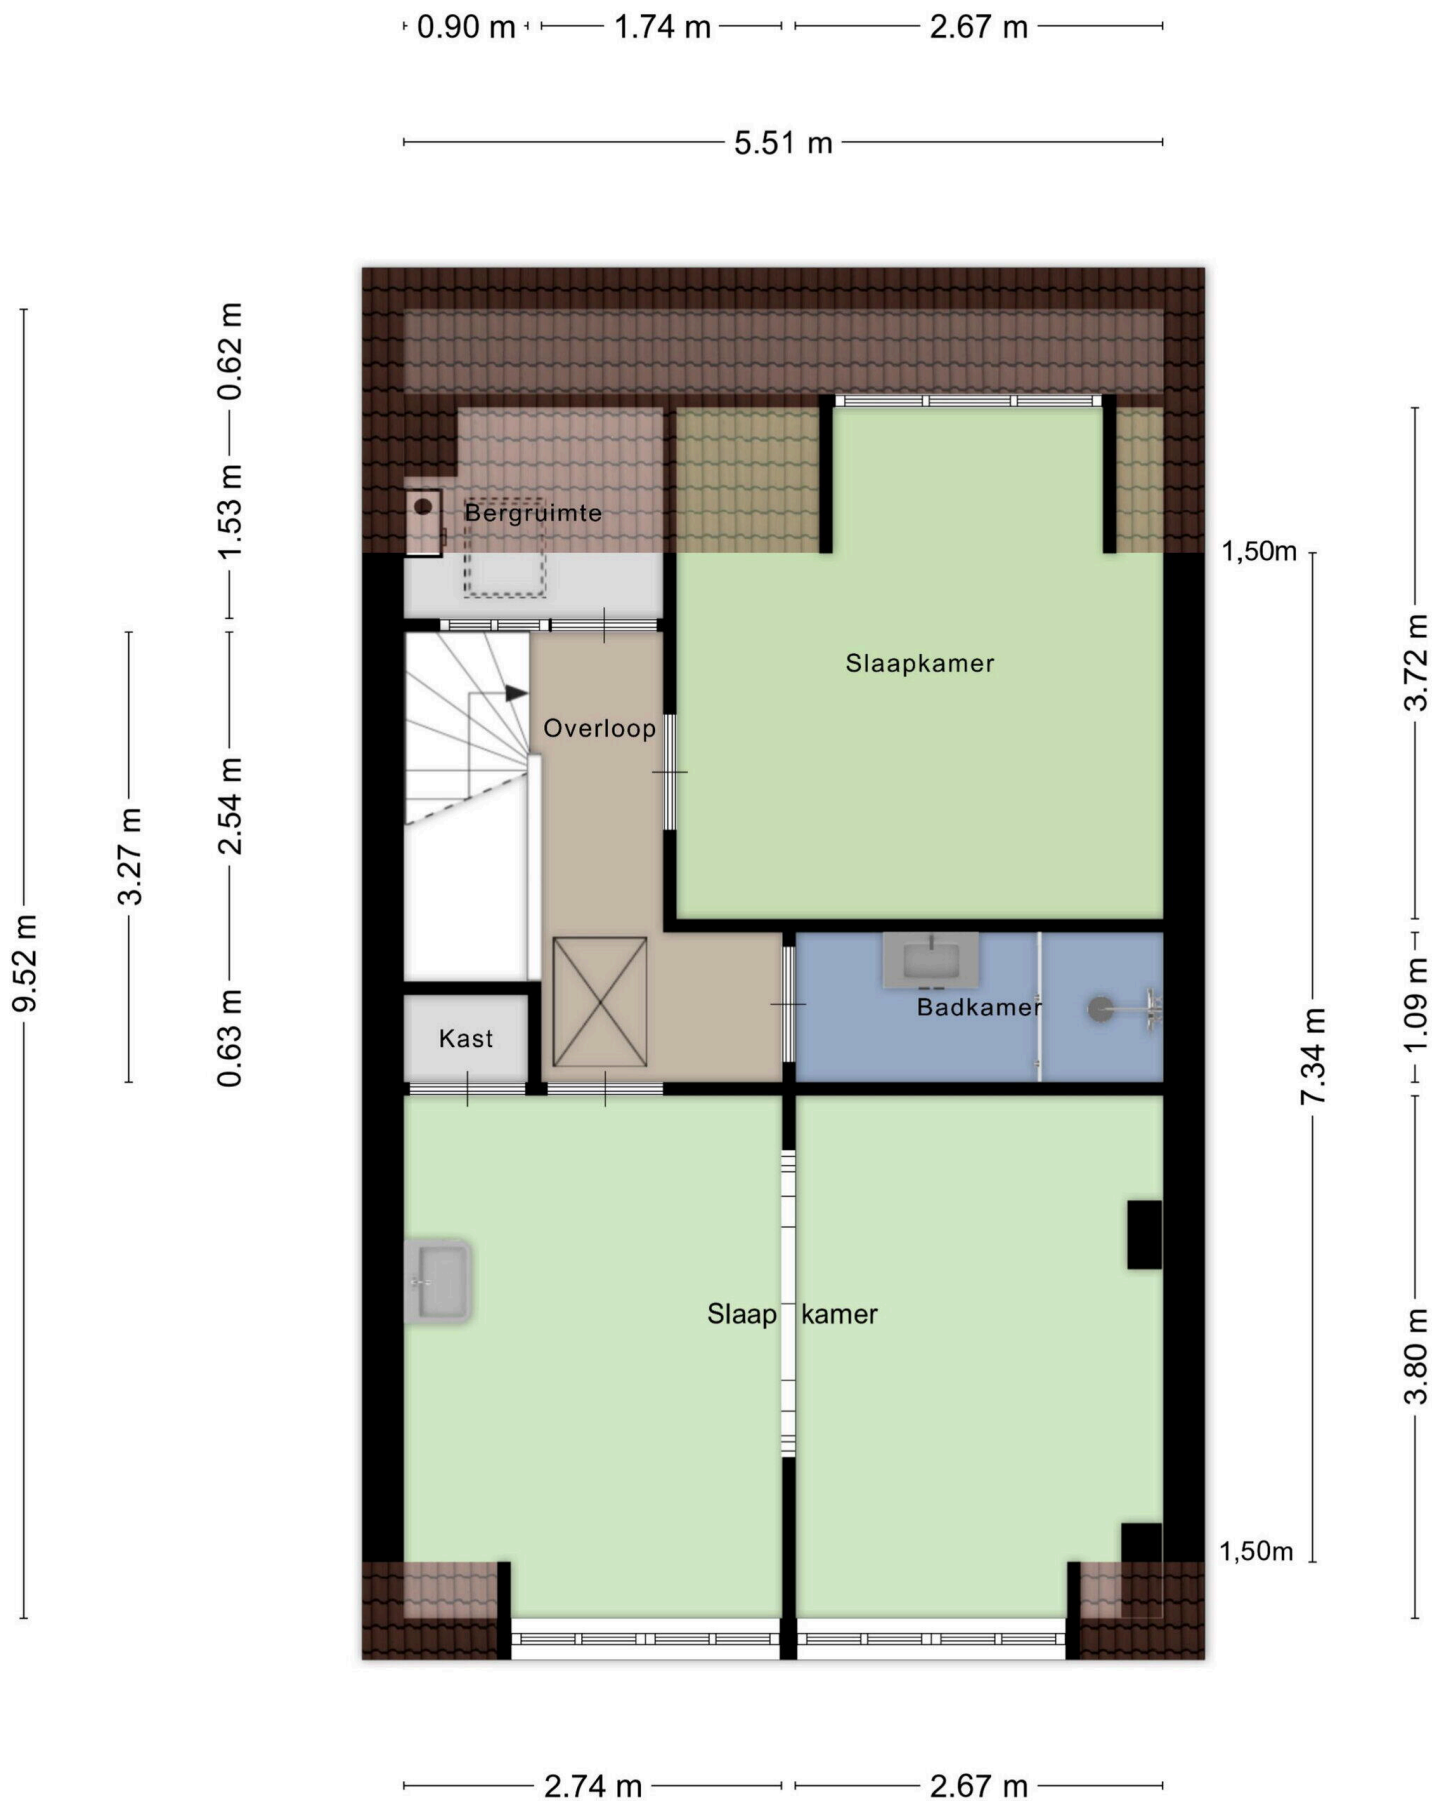 0.90 m
1.74 m
2.67 m
5.51 m
0.62 m
1.53 m
Bergruimte
1,50m
Slaapkamer
3.72 m
Overloop
2.54 m
3.27 m
9.52 m
Badkamer
1.09 m
Kast
0.63 m
7.34 m
Slaap kamer
3.80 m
1,50m
2.74 m
2.67 m